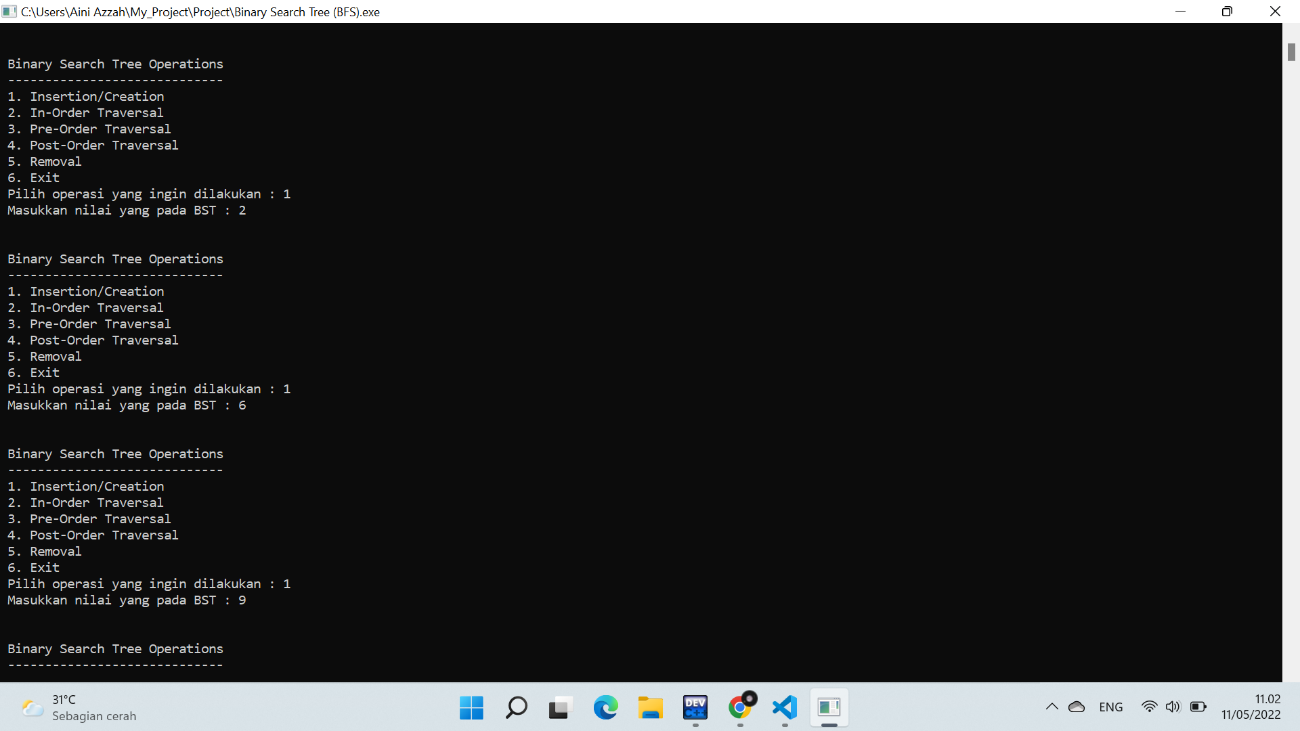 C:\Users\Aini Azzah\My_Project\Project\Binary Search Tree (BFS).exe
Binary Search Tree Operations
-----------------------------
1. Insertion/Creation
2. In-Order Traversal
3. Pre-Order Traversal
4. Post-Order Traversal
5. Removal
6. Exit
Pilih operasi yang ingin dilakukan : 1
Masukkan nilai yang pada BST : 2
Binary Search Tree Operations
-----------------------------
1. Insertion/Creation
2. In-Order Traversal
3. Pre-Order Traversal
4. Post-Order Traversal
5. Removal
6. Exit
Pilih operasi yang ingin dilakukan : 1
Masukkan nilai yang pada BST : 6
Binary Search Tree Operations
-----------------------------
1. Insertion/Creation
2. In-Order Traversal
3. Pre-Order Traversal
4. Post-Order Traversal
5. Removal
6. Exit
Pilih operasi yang ingin dilakukan : 1
Masukkan nilai yang pada BST : 9
Binary Search Tree Operations
-----------------------------
31°C
Sebagian cerah
DEV
ENG
11.02
11/05/2022